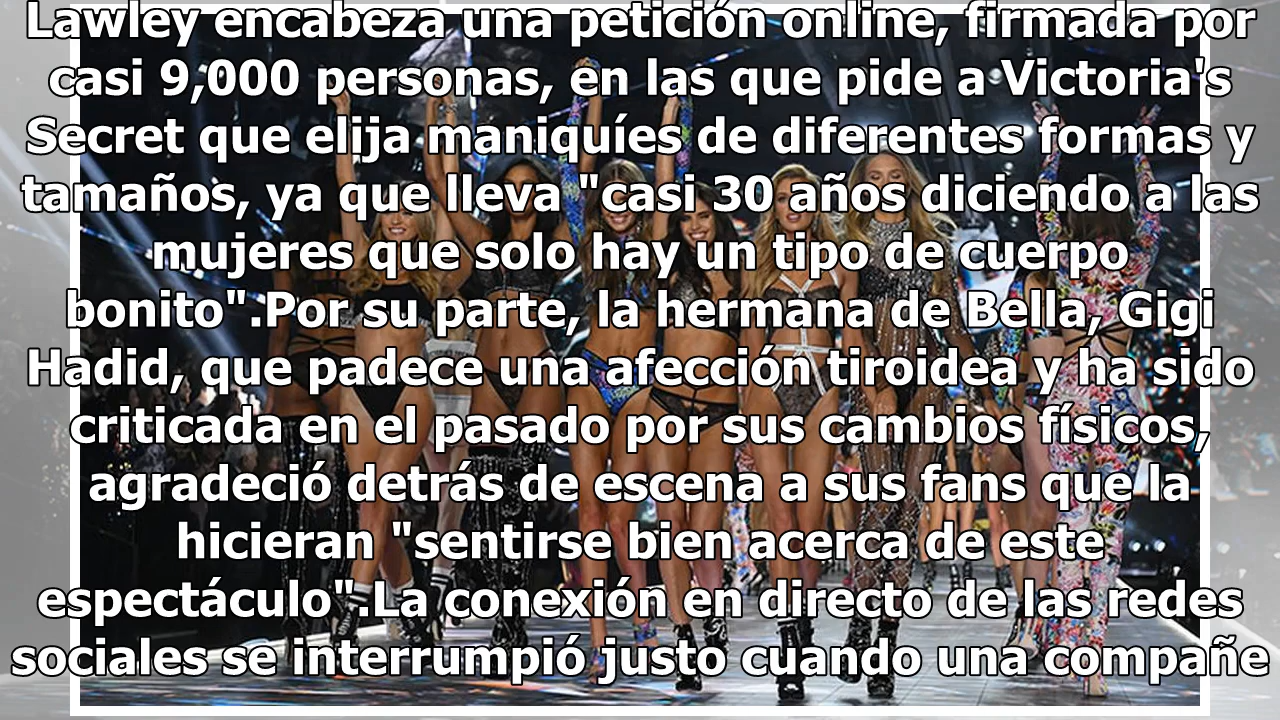 Lawley encabeza una petición online, firmada por
casi 9,000 personas, en las que pide a Victoria's
Secret que elija maniquíes de diferentes formas y
tamaños, ya que lleva "casi 30 años diciendo a las
mujeres que solo hay un tipo de cuerpo
bonito".Por su parte, la hermana de Bella, Gigi
Hadid, que padece una afección tiroidea y ha sido
criticada en el pasado por sus cambios físicos,
agradeció detrás de escena a sus fans que la
hicieran "sentirse bien acerca de este
espectáculo".La conexión en directo de las redes
sociales se interrumpió justo cuando una compañe